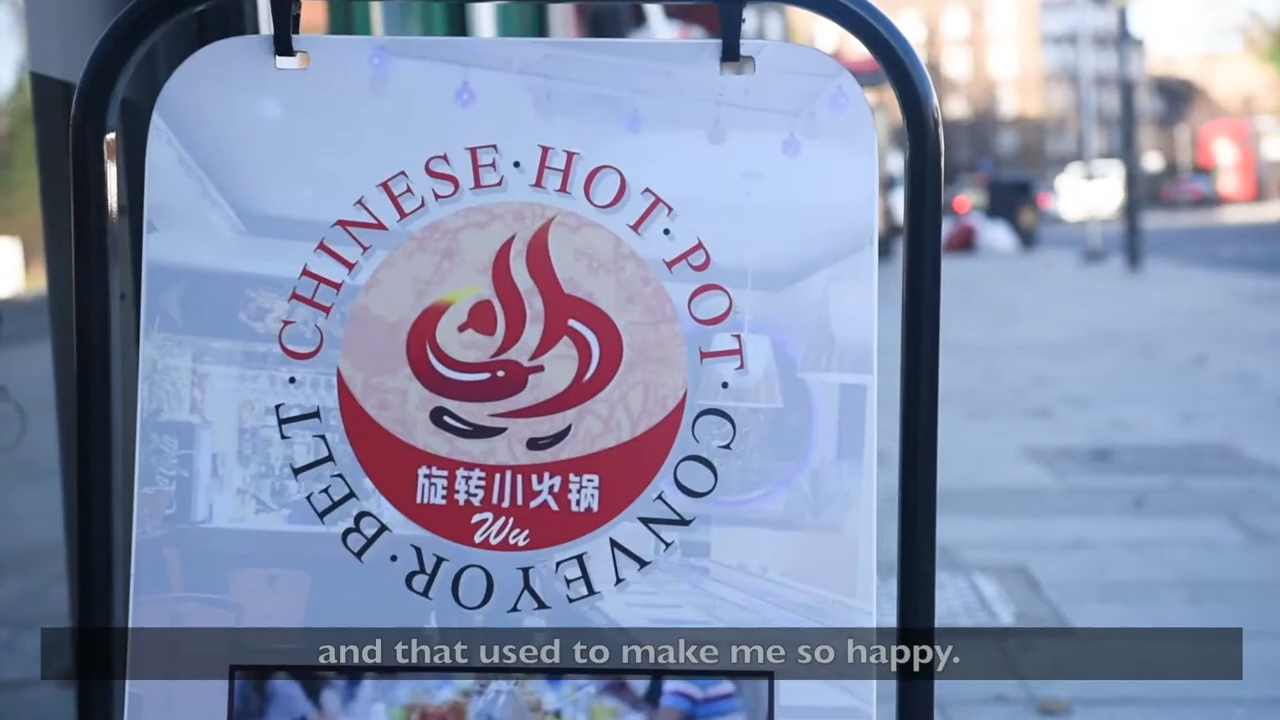 CHINESE·HOT·POT·CONVEYOR·BELT·
旋转小火锅
Wu
and that used to make me so happy.